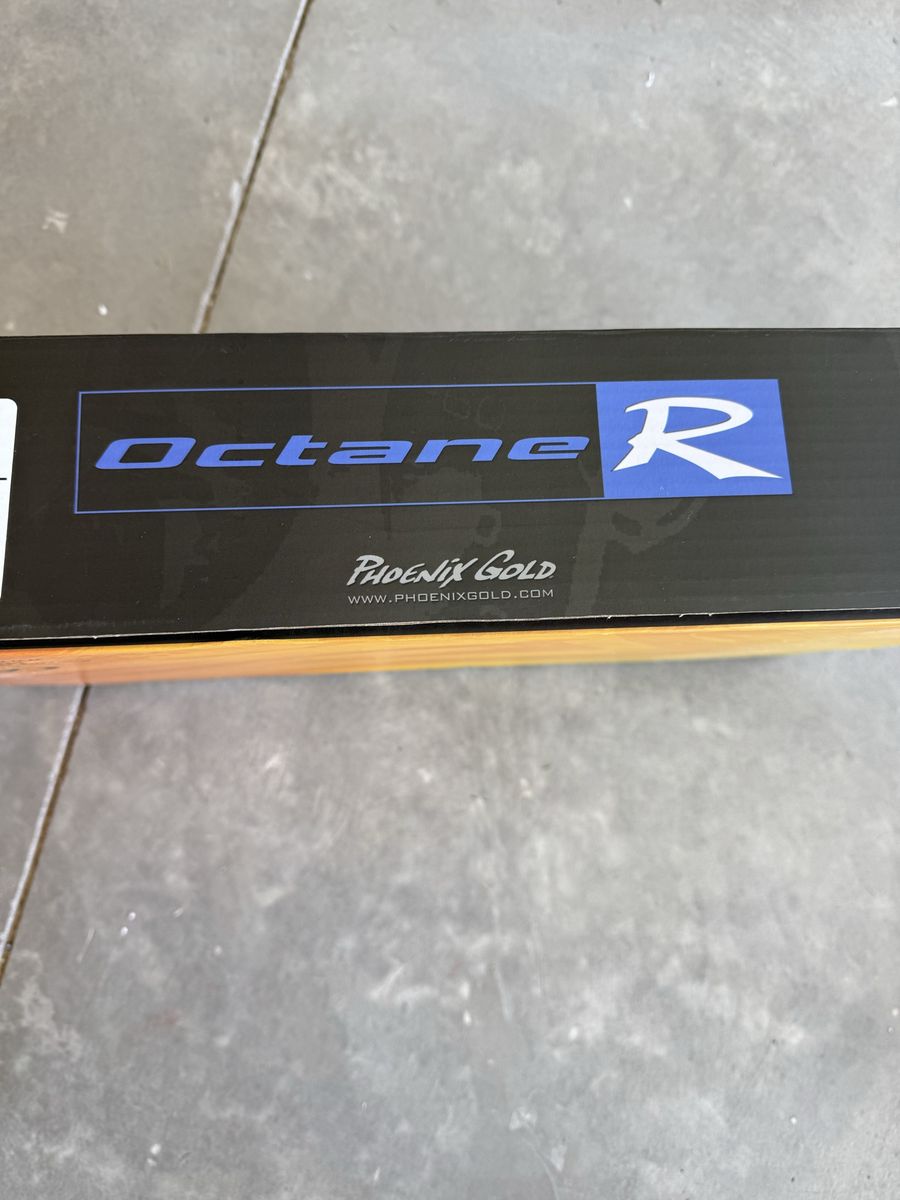 Octane R
Phoenix Gold
WWW.PHOENIXGOLD.COM